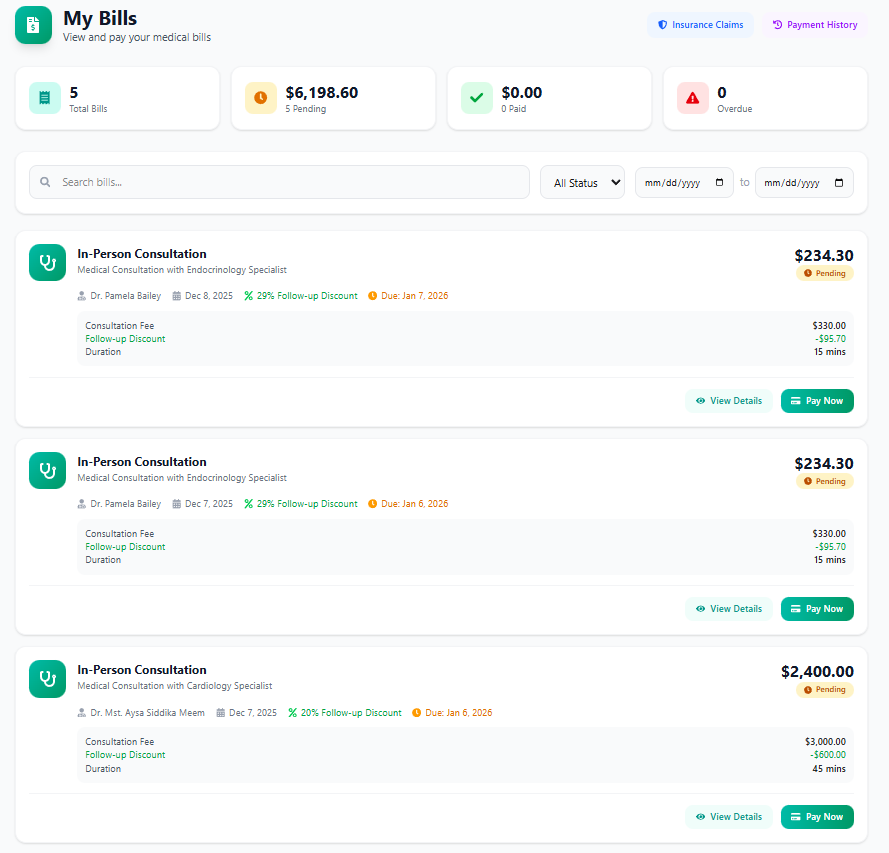 My Bills
View and pay your medical bills
Insurance Claims
Payment History
5
Total Bills
$6,198.60
5 Pending
$0.00
0 Paid
0
Overdue
Search bills...
All Status
mm/dd/yyyy
to
mm/dd/yyyy
In-Person Consultation
$234.30
Medical Consultation with Endocrinology Specialist
Pending
Dr. Pamela Bailey Dec 8, 2025 29% Follow-up Discount Due: Jan 7, 2026
Consultation Fee $330.00
Follow-up Discount -$95.70
Duration 15 mins
View Details
Pay Now
In-Person Consultation
$234.30
Medical Consultation with Endocrinology Specialist
Pending
Dr. Pamela Bailey Dec 7, 2025 29% Follow-up Discount Due: Jan 6, 2026
Consultation Fee $330.00
Follow-up Discount -$95.70
Duration 15 mins
View Details
Pay Now
In-Person Consultation
$2,400.00
Medical Consultation with Cardiology Specialist
Pending
Dr. Mst. Aysa Siddika Meem Dec 7, 2025 20% Follow-up Discount Due: Jan 6, 2026
Consultation Fee $3,000.00
Follow-up Discount -$600.00
Duration 45 mins
View Details
Pay Now